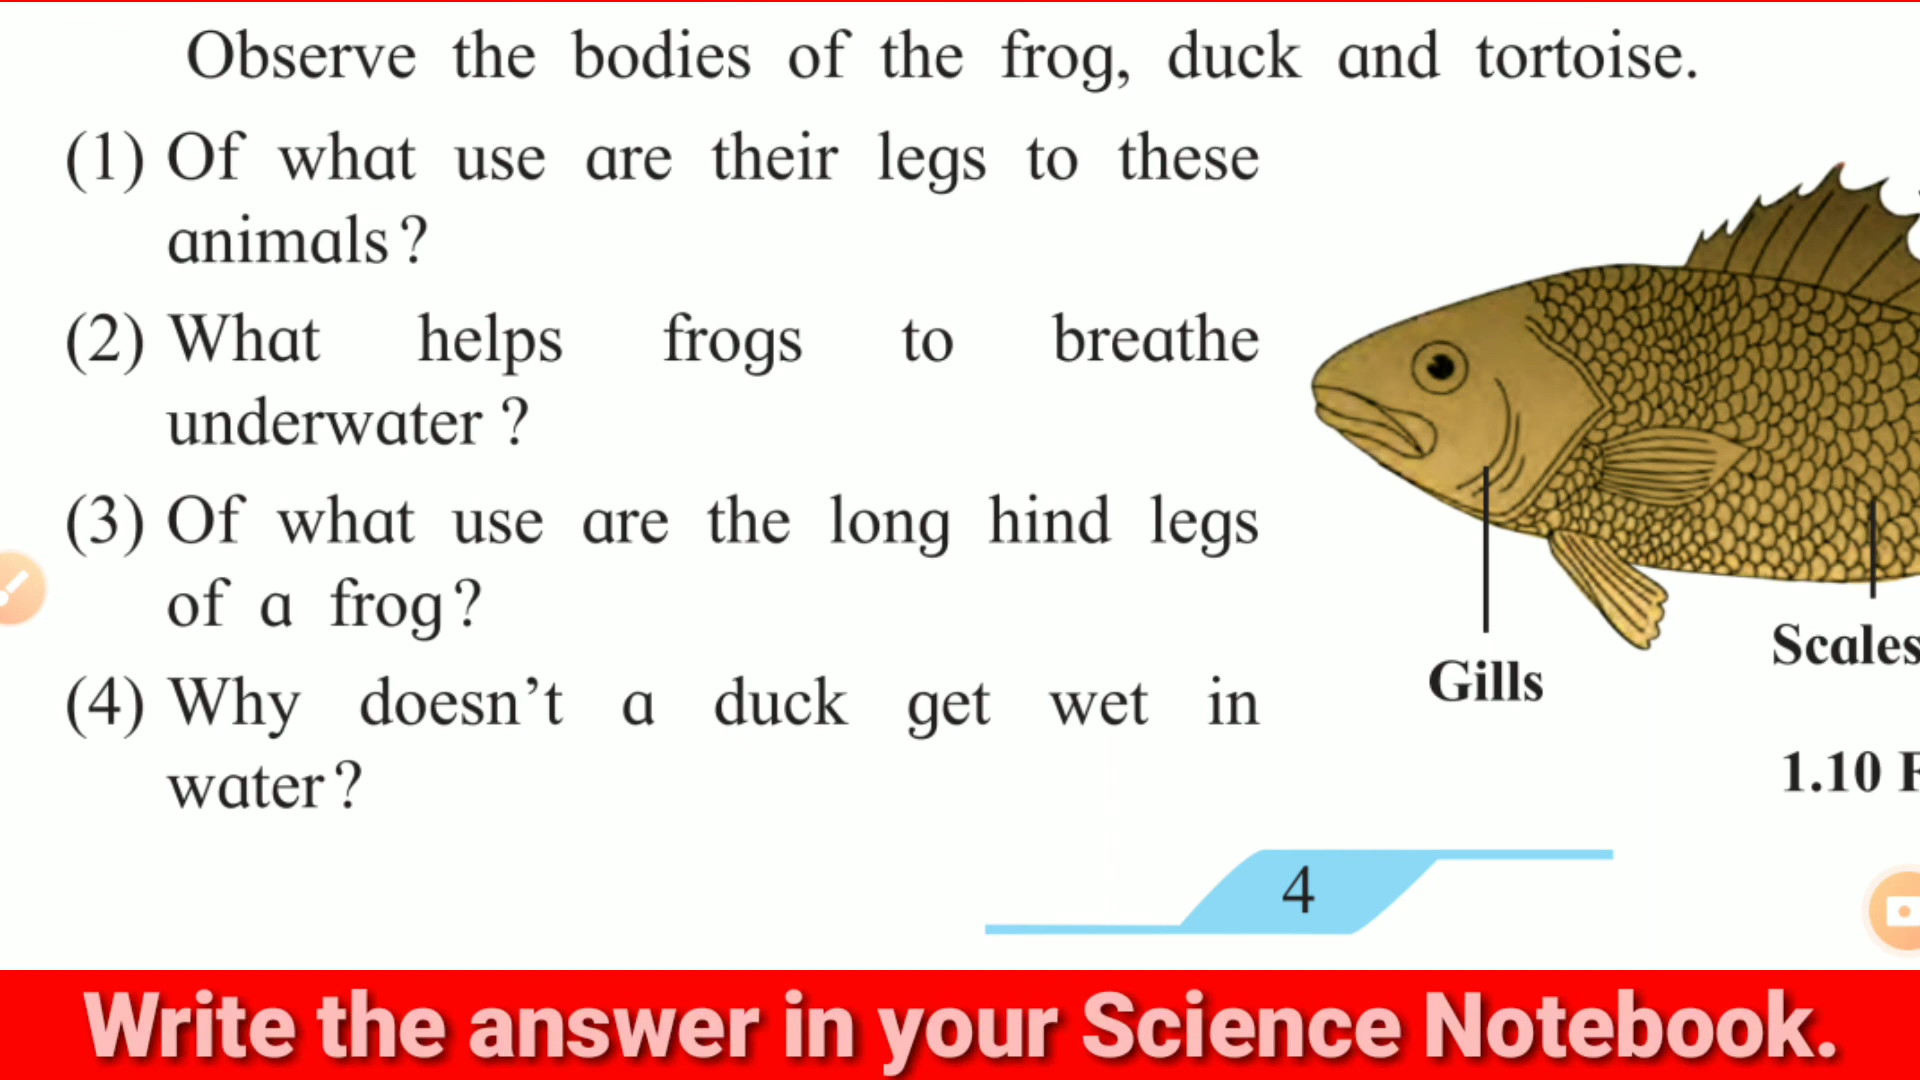 Observe the bodies of the frog, duck and tortoise.
(1) Of what use are their legs to these
animals?
(2) What helps frogs to breathe
underwater ?
(3) Of what use are the long hind legs
of a frog?
(4) Why doesn't a duck get wet in
water?
Gills
Scales
1.10
4
Write the answer in your Science Notebook.